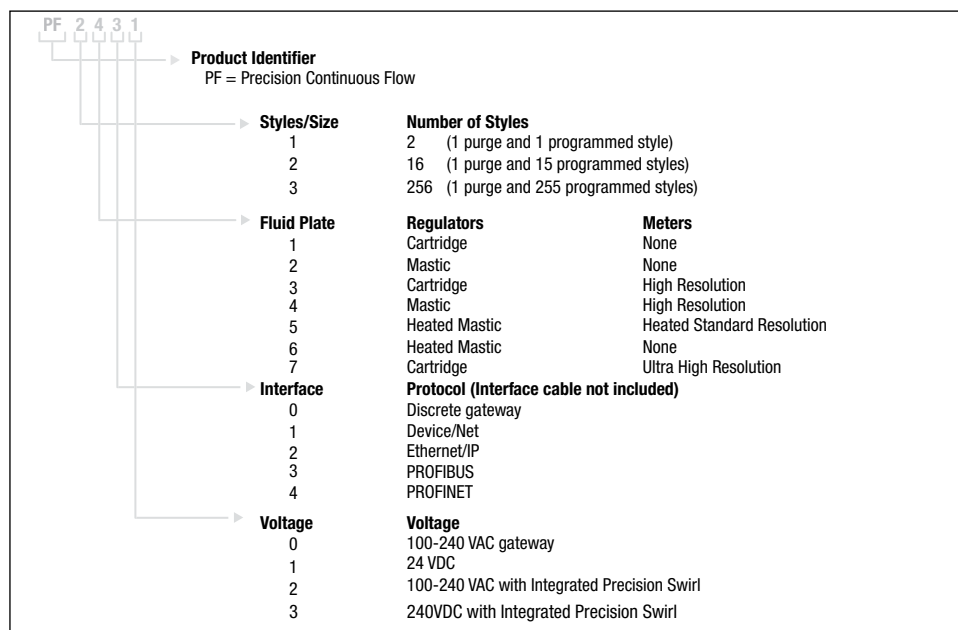 PF 2 4 3 1
Product Identifier
PF = Precision Continuous Flow
Styles/Size Number of Styles
1 2 (1 purge and 1 programmed style)
2 16 (1 purge and 15 programmed styles)
3 256 (1 purge and 255 programmed styles)
Fluid Plate Regulators Meters
1 Cartridge None
2 Mastic None
3 Cartridge High Resolution
4 Mastic High Resolution
5 Heated Mastic Heated Standard Resolution
6 Heated Mastic None
7 Cartridge Ultra High Resolution
Interface Protocol (Interface cable not included)
0 Discrete gateway
1 Device/Net
2 Ethernet/IP
3 PROFIBUS
4 PROFINET
Voltage Voltage
0 100-240 VAC gateway
1 24 VDC
2 100-240 VAC with Integrated Precision Swirl
3 240VDC with Integrated Precision Swirl